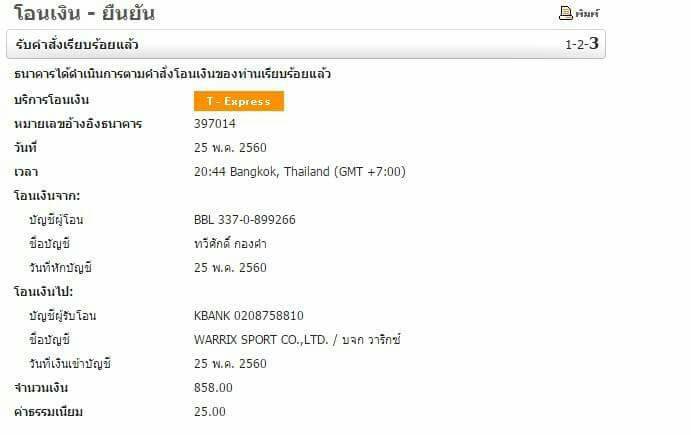 โอนเงิน - ยืนยัน
พิมพ์
รับคำสั่งเรียบร้อยแล้ว 1-2-3
ธนาคารได้ดำเนินการตามคำสั่งโอนเงินของท่านเรียบร้อยแล้ว
บริการโอนเงิน T - Express
หมายเลขอ้างอิงธนาคาร 397014
วันที่ 25 พ.ค. 2560
เวลา 20:44 Bangkok, Thailand (GMT +7:00)
โอนเงินจาก:
บัญชีผู้โอน BBL 337-0-899266
ชื่อบัญชี ทวีศักดิ์ กองคำ
วันที่หักบัญชี 25 พ.ค. 2560
โอนเงินไป:
บัญชีผู้รับโอน KBANK 0208758810
ชื่อบัญชี WARRIX SPORT CO.,LTD. / บจก วาริกซ์
วันที่เงินเข้าบัญชี 25 พ.ค. 2560
จำนวนเงิน 858.00
ค่าธรรมเนียม 25.00